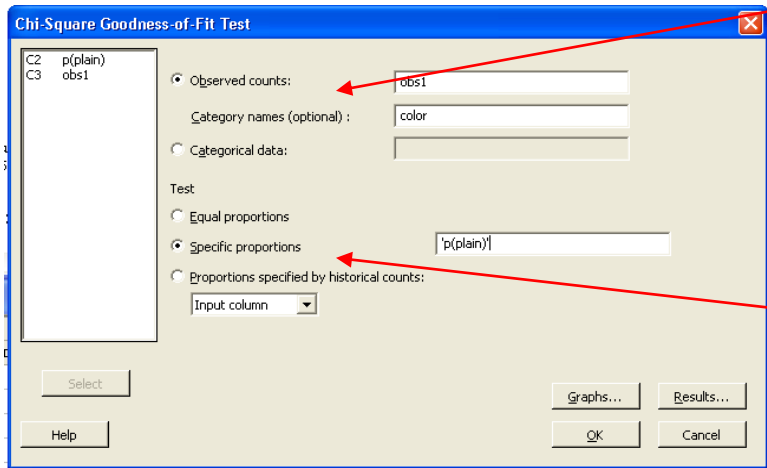 Chi-Square Goodness-of-Fit Test
C2 p(plain)
C3 obs1
Observed counts: obs1
Category names (optional) : color
Categorical data:
Test
Equal proportions
Specific proportions 'p(plain)'
Proportions specified by historical counts:
Input column
Select
Graphs... Results...
Help OK Cancel